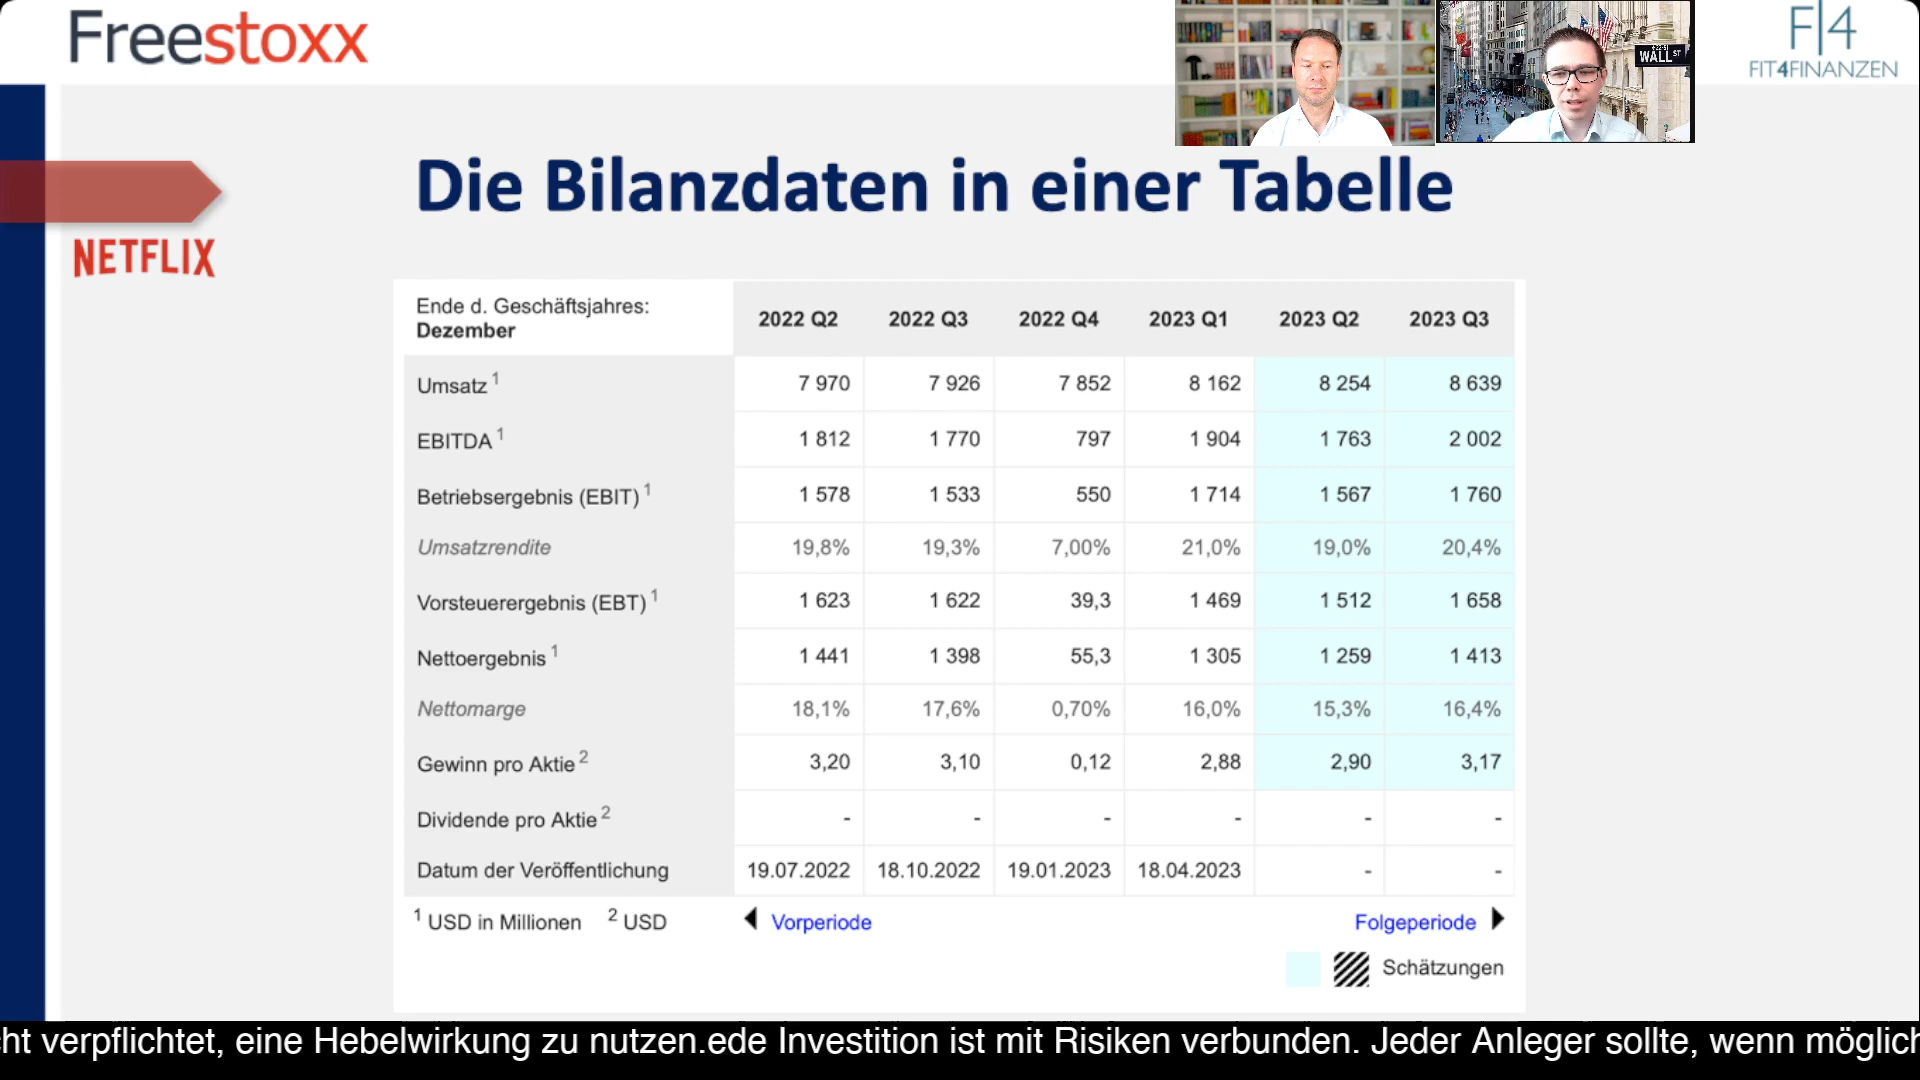 Freestoxx
WALL ST
F|4
FIT4FINANZEN
Die Bilanzdaten in einer Tabelle
NETFLIX
Ende d. Geschäftsjahres: Dezember 2022 Q2 2022 Q3 2022 Q4 2023 Q1 2023 Q2 2023 Q3
Umsatz 1 7 970 7 926 7 852 8 162 8 254 8 639
EBITDA 1 1 812 1 770 797 1 904 1 763 2 002
Betriebsergebnis (EBIT) 1 1 578 1 533 550 1 714 1 567 1 760
Umsatzrendite 19,8% 19,3% 7,00% 21,0% 19,0% 20,4%
Vorsteuerergebnis (EBT) 1 1 623 1 622 39,3 1 469 1 512 1 658
Nettoergebnis 1 1 441 1 398 55,3 1 305 1 259 1 413
Nettomarge 18,1% 17,6% 0,70% 16,0% 15,3% 16,4%
Gewinn pro Aktie 2 3,20 3,10 0,12 2,88 2,90 3,17
Dividende pro Aktie 2 - - - - - -
Datum der Veröffentlichung 19.07.2022 18.10.2022 19.01.2023 18.04.2023 - -
1 USD in Millionen 2 USD Vorperiode Folgeperiode
Schätzungen
cht verpflichtet, eine Hebelwirkung zu nutzen.ede Investition ist mit Risiken verbunden. Jeder Anleger sollte, wenn möglich